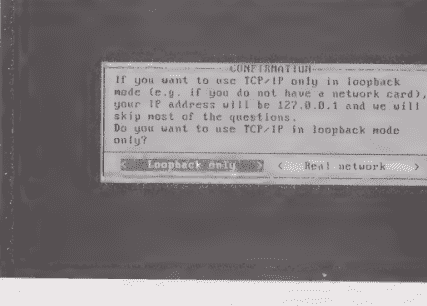 CONFIRMATION
If you want to use TCP/IP only in loopback
mode (e.g. if you do not have a network card),
your IP address will be 127.0.0.1 and we will
skip most of the questions.
Do you want to use TCP/IP in loopback mode
only?
< Loopback only > < Real network >